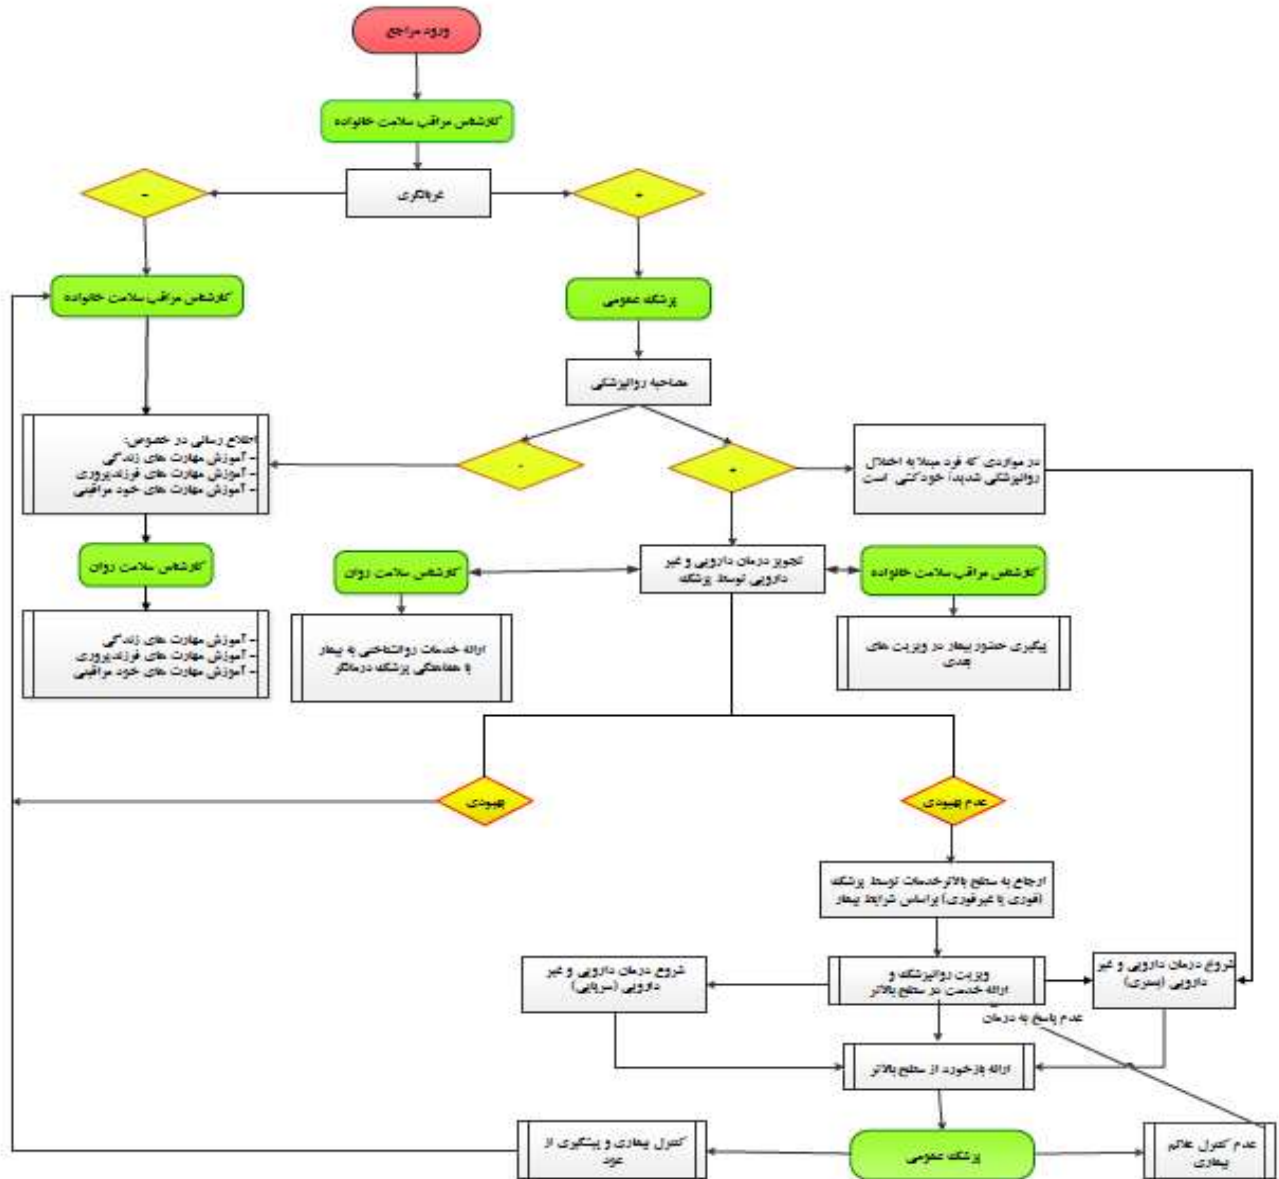 ورود مراجع
کارشناس مراقب سلامت خانواده
غربالگری
-
+
کارشناس مراقب سلامت خانواده
پزشک عمومی
مصاحبه روانپزشکی
اطلاع رسانی در خصوص:
- آموزش مهارت های زندگی
- آموزش مهارت های فرزندپروری
- آموزش مهارت های خود مراقبتی
-
+
در مواردی که فرد مبتلا به اختلال
روانپزشکی شدید/ خودکشی است
کارشناس سلامت روان
کارشناس سلامت روان
تجویز درمان دارویی و غیر
دارویی توسط پزشک
کارشناس مراقب سلامت خانواده
- آموزش مهارت های زندگی
- آموزش مهارت های فرزندپروری
- آموزش مهارت های خود مراقبتی
ارائه خدمات روانشناختی به بیمار
با هماهنگی پزشک درمانگر
پیگیری حضور بیمار در ویزیت های
بعدی
بهبودی
عدم بهبودی
ارجاع به سطح بالاترخدمات توسط پزشک
(فوری یا غیرفوری) براساس شرایط بیمار
شروع درمان دارویی و غیر
دارویی (سرپایی)
ویزیت روانپزشک و
ارائه خدمت در سطح بالاتر
شروع درمان دارویی و غیر
دارویی (بستری)
عدم پاسخ به درمان
ارائه بازخورد از سطح بالاتر
کنترل بیماری و پیشگیری از
عود
پزشک عمومی
عدم کنترل علائم
بیماری